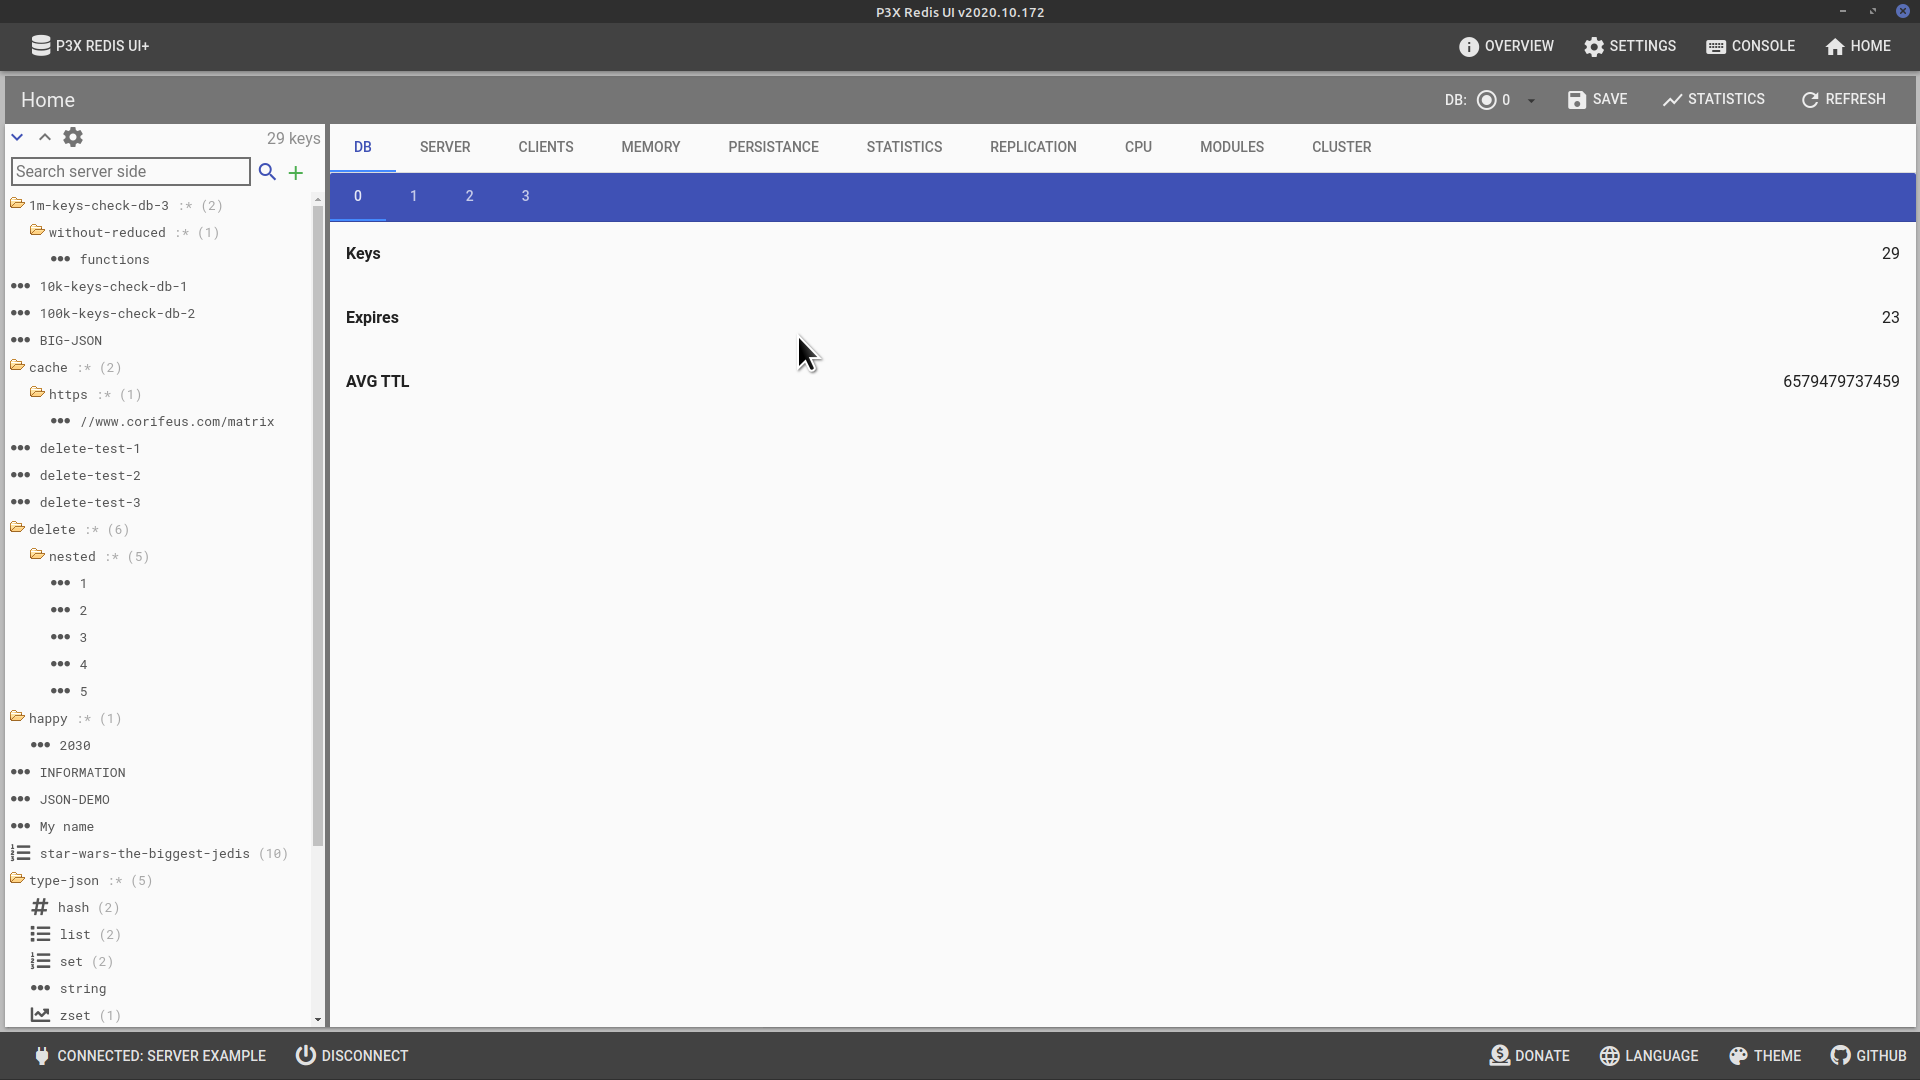 P3X Redis UI v2020.10.172
P3X REDIS UI+
OVERVIEW
SETTINGS
CONSOLE
HOME
Home
DB: 0
SAVE
STATISTICS
REFRESH
29 keys
Search server side
1m-keys-check-db-3 :* (2)
without-reduced :* (1)
functions
10k-keys-check-db-1
100k-keys-check-db-2
BIG-JSON
cache :* (2)
https :* (1)
//www.corifeus.com/matrix
delete-test-1
delete-test-2
delete-test-3
delete :* (6)
nested :* (5)
1
2
3
4
5
happy :* (1)
2030
INFORMATION
JSON-DEMO
My name
star-wars-the-biggest-jedis (10)
type-json :* (5)
hash (2)
list (2)
set (2)
string
zset (1)
DB
SERVER
CLIENTS
MEMORY
PERSISTANCE
STATISTICS
REPLICATION
CPU
MODULES
CLUSTER
0
1
2
3
Keys 29
Expires 23
AVG TTL 6579479737459
CONNECTED: SERVER EXAMPLE
DISCONNECT
DONATE
LANGUAGE
THEME
GITHUB